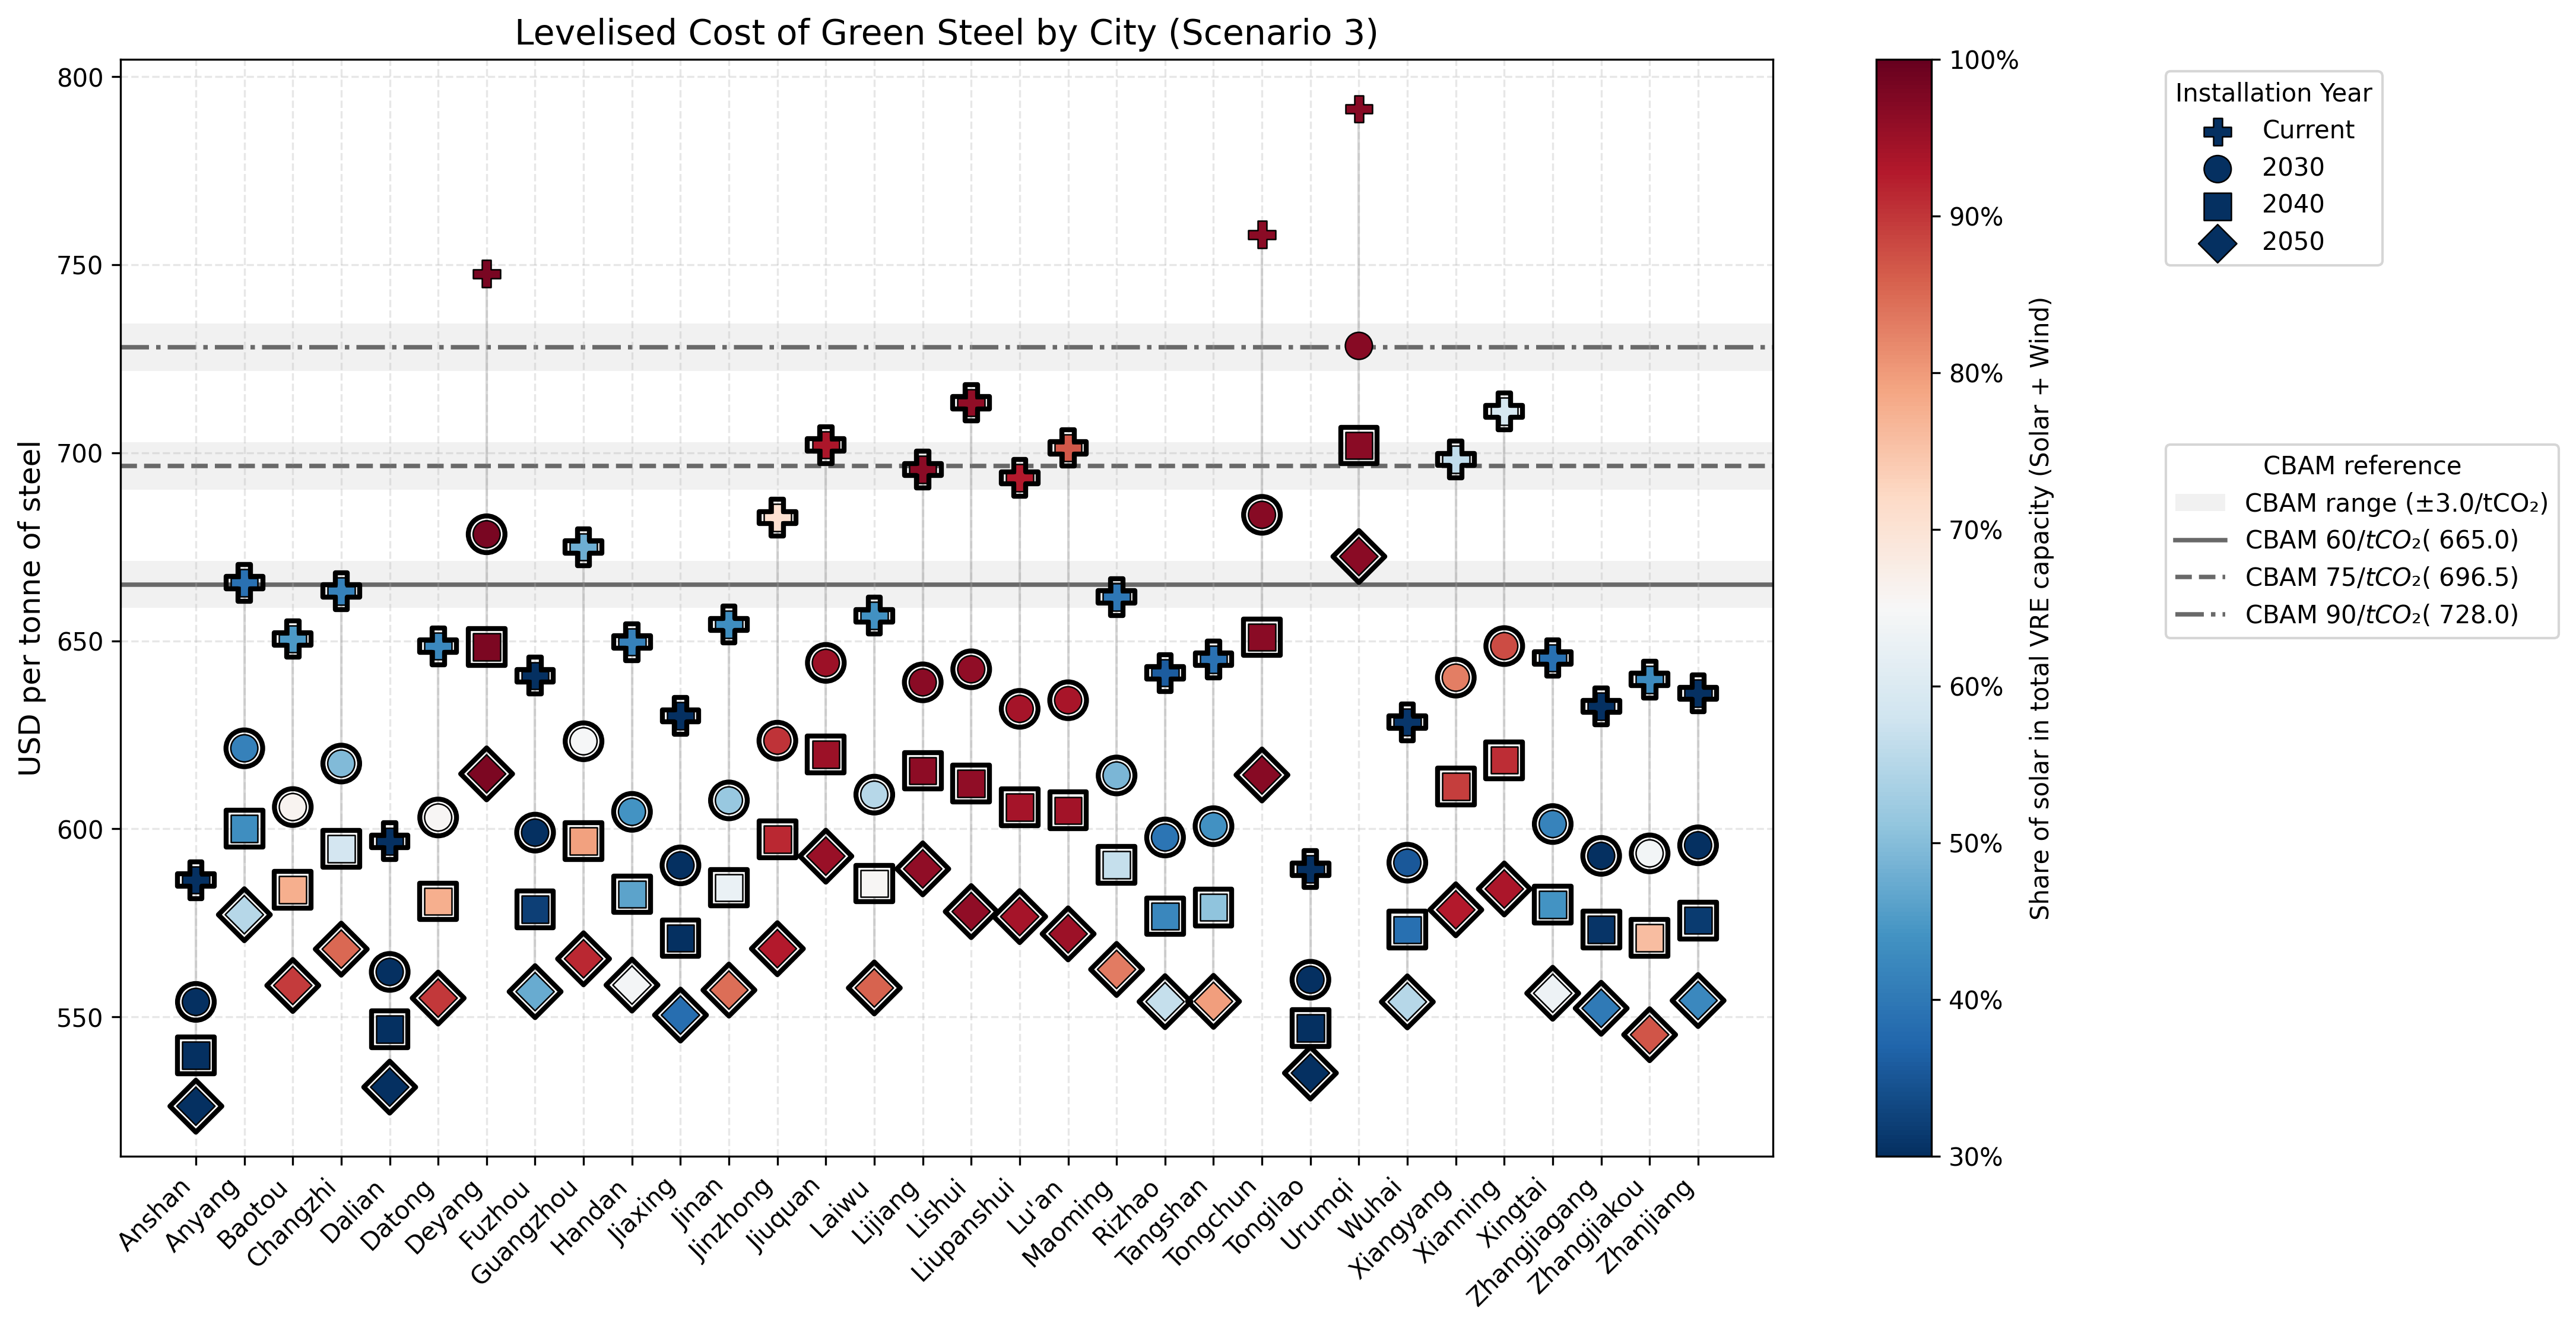 Levelised Cost of Green Steel by City (Scenario 3)
USD per tonne of steel
800
750
700
650
600
550
Anshan
Anyang
Baotou
Changzhi
Dalian
Datong
Deyang
Fuzhou
Guangzhou
Handan
Jiaxing
Jinan
Jinzhong
Jiuquan
Laiwu
Lijiang
Lishui
Liupanshui
Lu'an
Maoming
Rizhao
Tangshan
Tongchun
Tongilao
Urumqi
Wuhai
Xiangyang
Xianning
Xingtai
Zhangjiagang
Zhangjiakou
Zhanjiang
100%
90%
80%
70%
60%
50%
40%
30%
Share of solar in total VRE capacity (Solar + Wind)
Installation Year
Current
2030
2040
2050
CBAM reference
CBAM range (±3.0/tCO₂)
CBAM 60/tCO₂( 665.0)
CBAM 75/tCO₂( 696.5)
CBAM 90/tCO₂( 728.0)